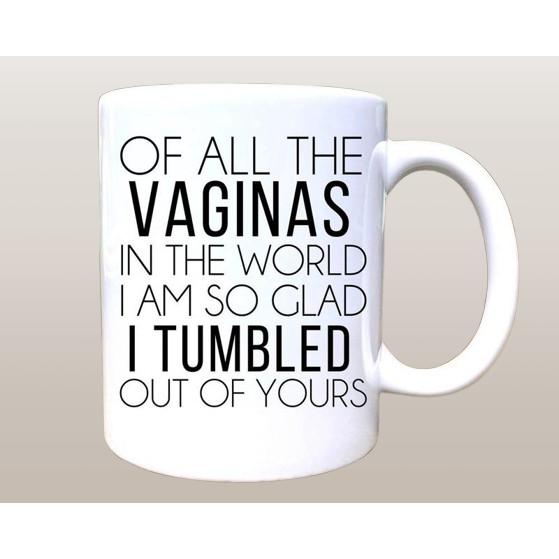 OF ALL THE
VAGINAS
IN THE WORLD
I AM SO GLAD
I TUMBLED
OUT OF YOURS